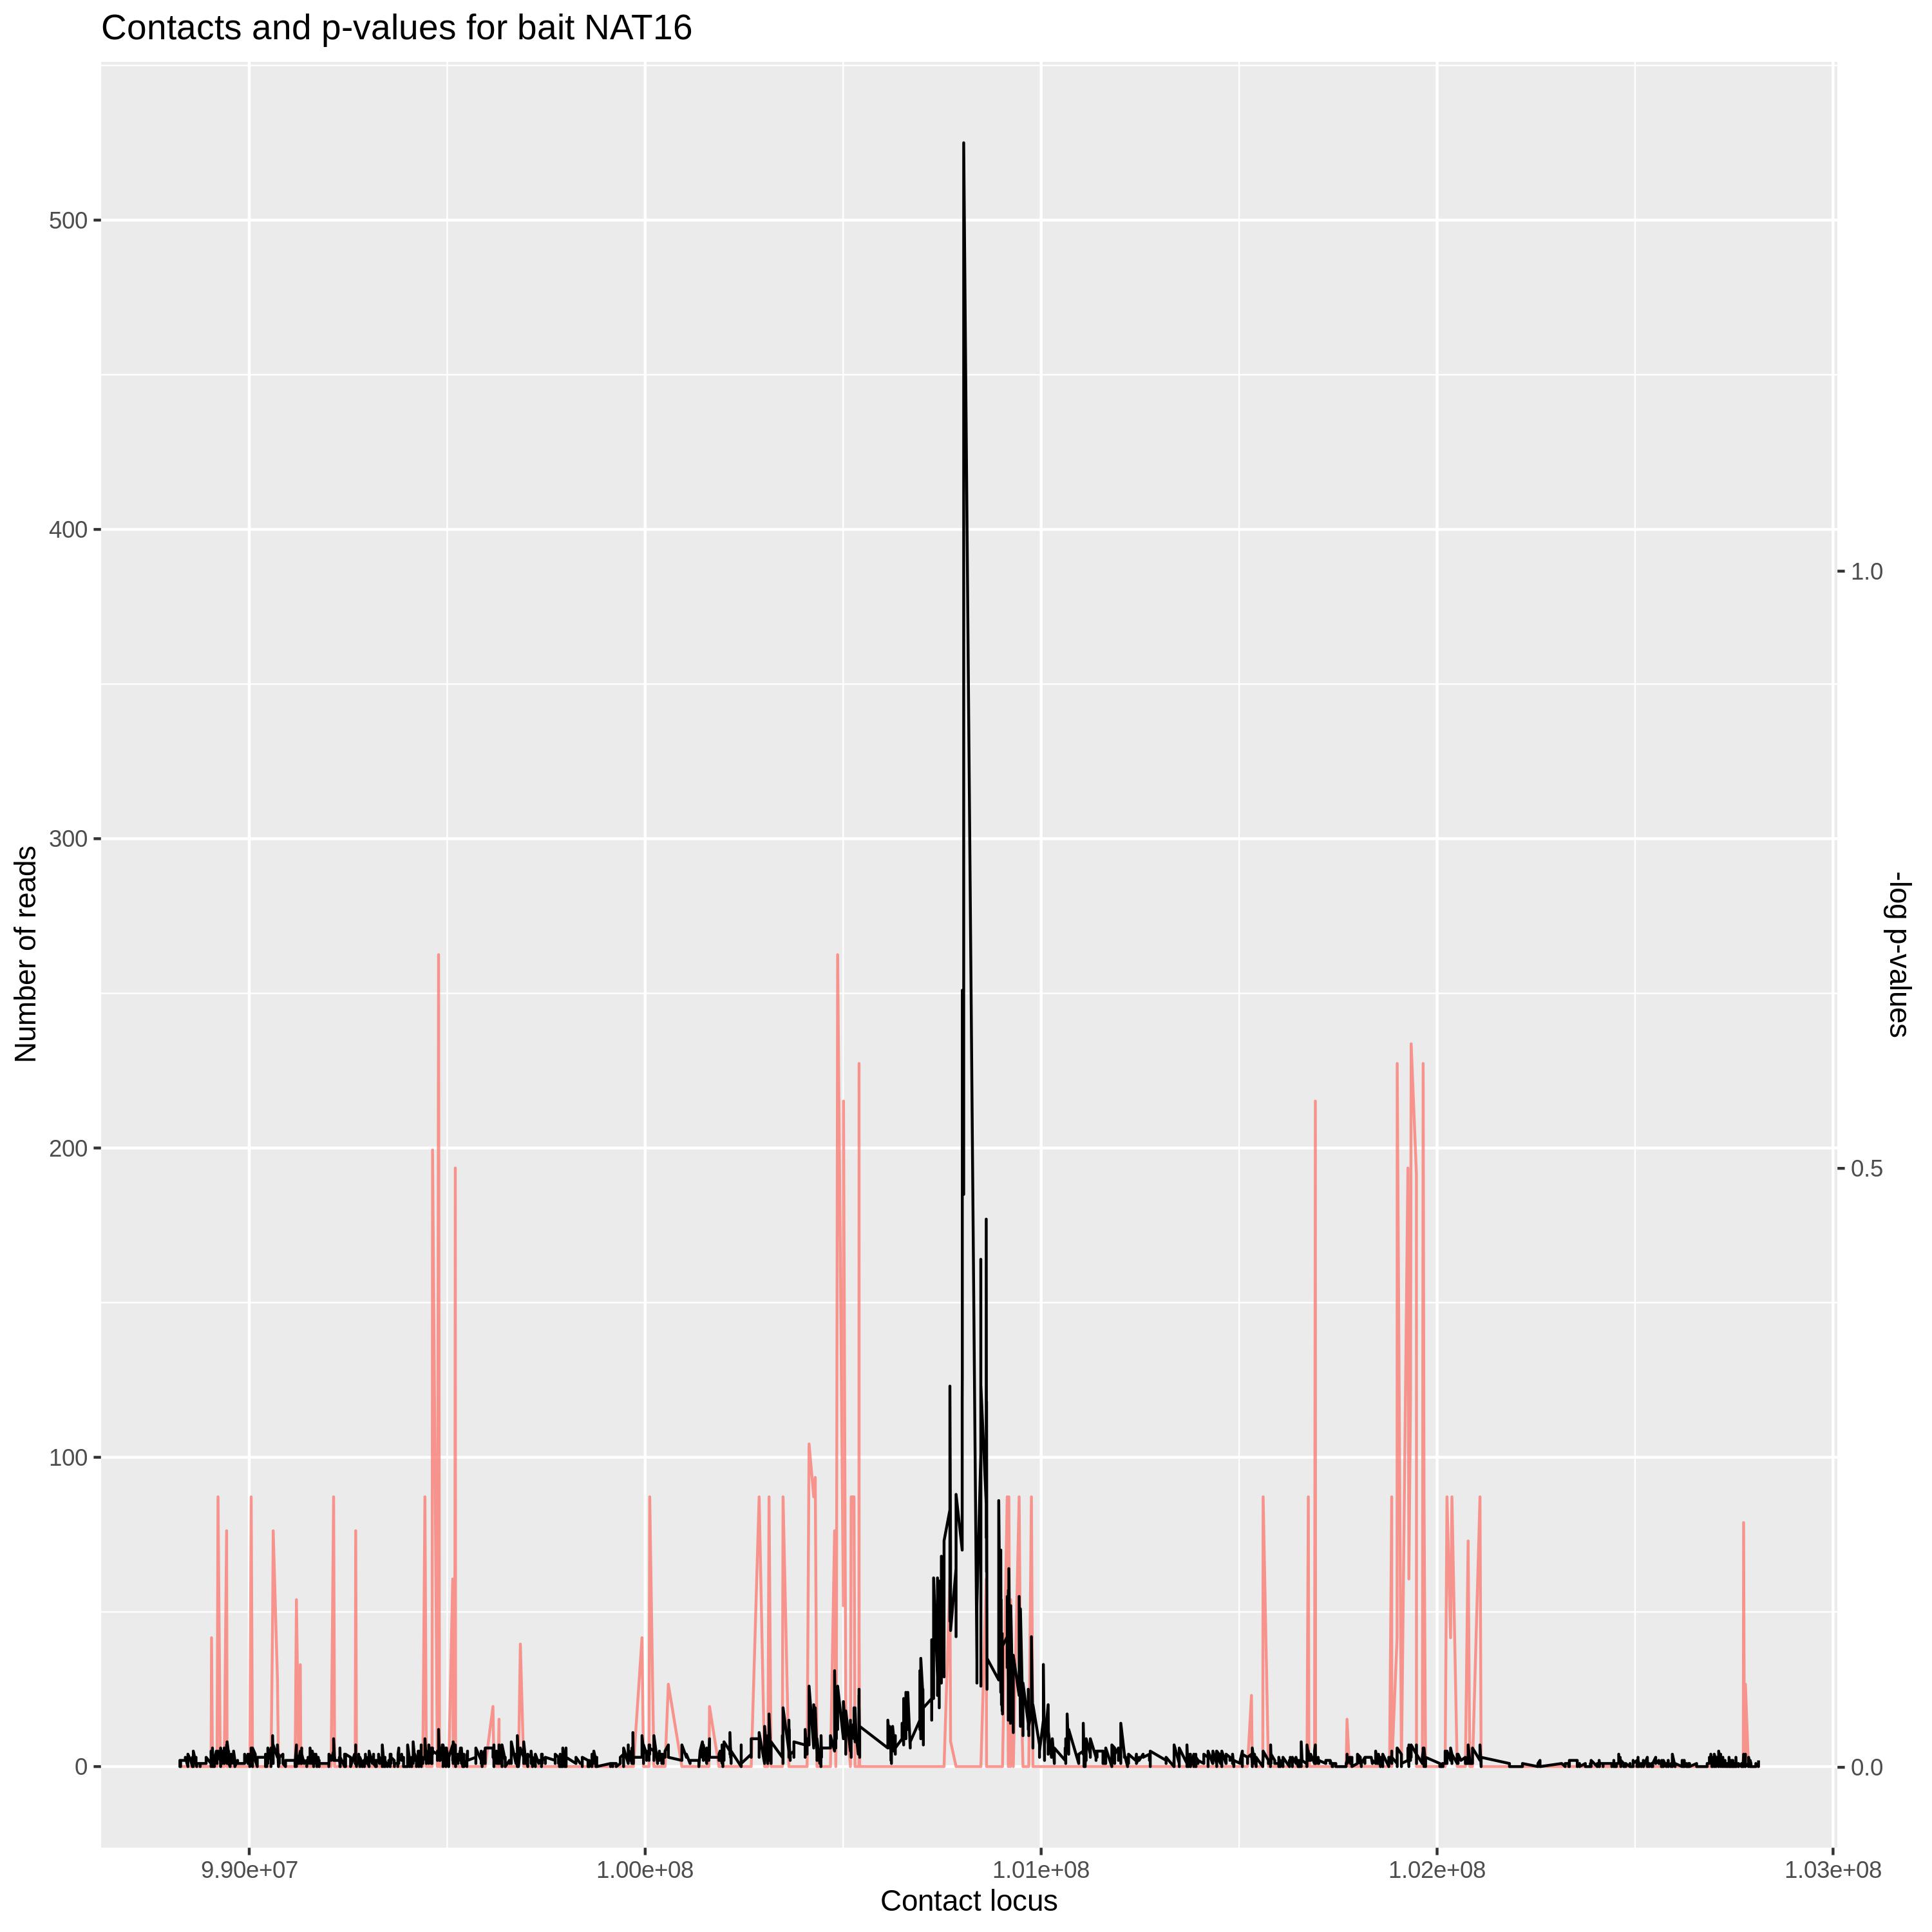 Contacts and p-values for bait NAT16
500
400
300
200
100
0
Number of reads
1.0
0.5
0.0
-log p-values
9.90e+07
1.00e+08
1.01e+08
1.02e+08
1.03e+08
Contact locus